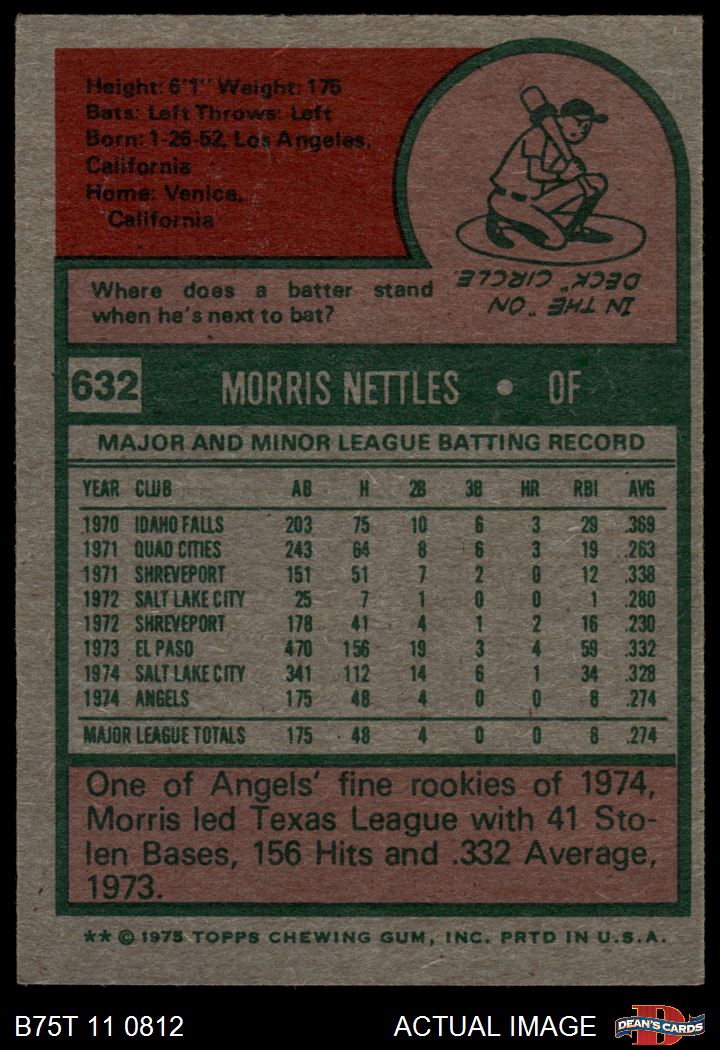 Height: 6'1" Weight: 175
Bats: Left Throws: Left
Born: 1-26-52, Los Angeles,
California
Home: Venice,
California
Where does a batter stand
when he's next to bat?
IN THE "ON
DECK" CIRCLE.
632 MORRIS NETTLES • OF
MAJOR AND MINOR LEAGUE BATTING RECORD
YEAR CLUB AB H 2B 3B HR RBI AVG
1970 IDAHO FALLS 203 75 10 6 3 29 .369
1971 QUAD CITIES 243 64 8 6 3 19 .263
1971 SHREVEPORT 151 51 7 2 0 12 .338
1972 SALT LAKE CITY 25 7 1 0 0 1 .280
1972 SHREVEPORT 178 41 4 1 2 16 .230
1973 EL PASO 470 156 19 3 4 59 .332
1974 SALT LAKE CITY 341 112 14 6 1 34 .328
1974 ANGELS 175 48 4 0 0 8 .274
MAJOR LEAGUE TOTALS 175 48 4 0 0 8 .274
One of Angels' fine rookies of 1974,
Morris led Texas League with 41 Sto-
len Bases, 156 Hits and .332 Average,
1973.
** © 1975 TOPPS CHEWING GUM, INC. PRTD IN U.S.A.
B75T 11 0812 ACTUAL IMAGE DEAN'S CARDS